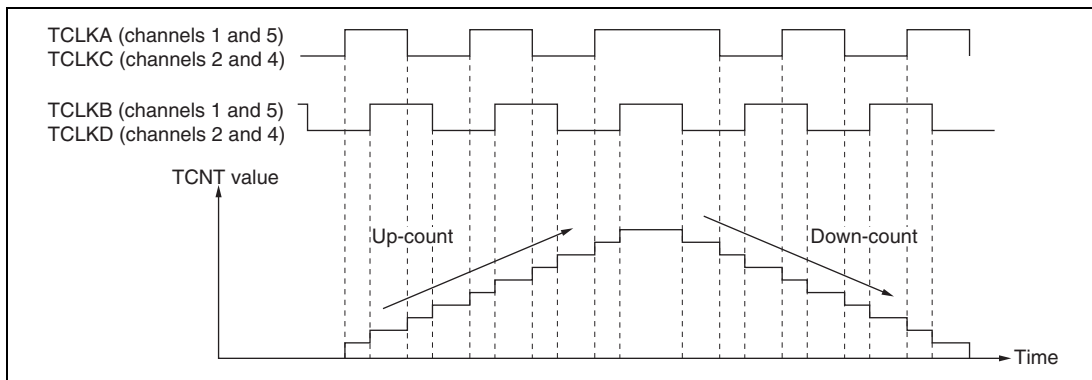 TCLKA (channels 1 and 5)
TCLKC (channels 2 and 4)
TCLKB (channels 1 and 5)
TCLKD (channels 2 and 4)
TCNT value
Up-count
Down-count
Time